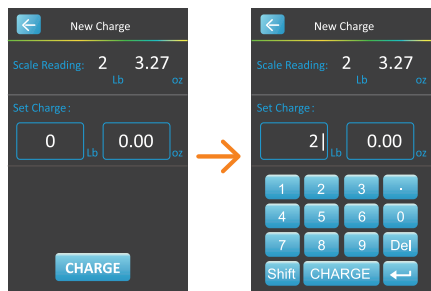 New Charge
Scale Reading: 2 3.27
Lb oz
Set Charge:
0 Lb 0.00 oz
CHARGE
New Charge
Scale Reading: 2 3.27
Lb oz
Set Charge:
2 Lb 0.00 oz
1 2 3 .
4 5 6 0
7 8 9 Del
Shift CHARGE